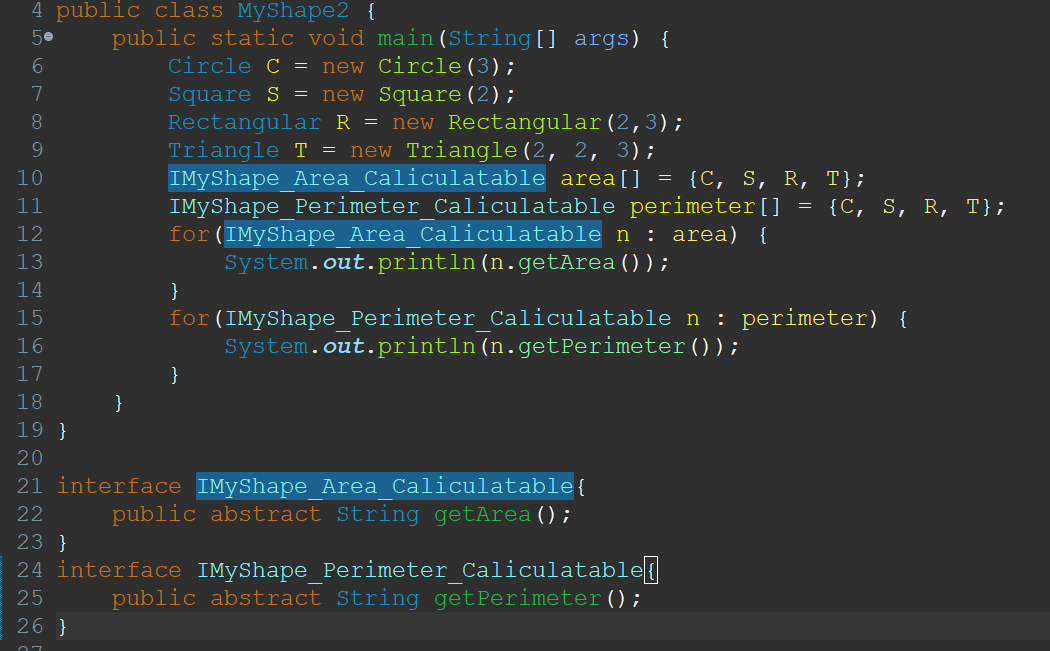 4 public class MyShape2 {
5 public static void main(String[] args) {
6 Circle C = new Circle(3);
7 Square S = new Square(2);
8 Rectangular R = new Rectangular(2,3);
9 Triangle T = new Triangle(2, 2, 3);
10 IMyShape_Area_Caliculatable area[] = {C, S, R, T};
11 IMyShape_Perimeter_Caliculatable perimeter[] = {C, S, R, T};
12 for(IMyShape_Area_Caliculatable n : area) {
13 System.out.println(n.getArea());
14 }
15 for(IMyShape_Perimeter_Caliculatable n : perimeter) {
16 System.out.println(n.getPerimeter());
17 }
18 }
19 }
20
21 interface IMyShape_Area_Caliculatable{
22 public abstract String getArea();
23 }
24 interface IMyShape_Perimeter_Caliculatable{
25 public abstract String getPerimeter();
26 }